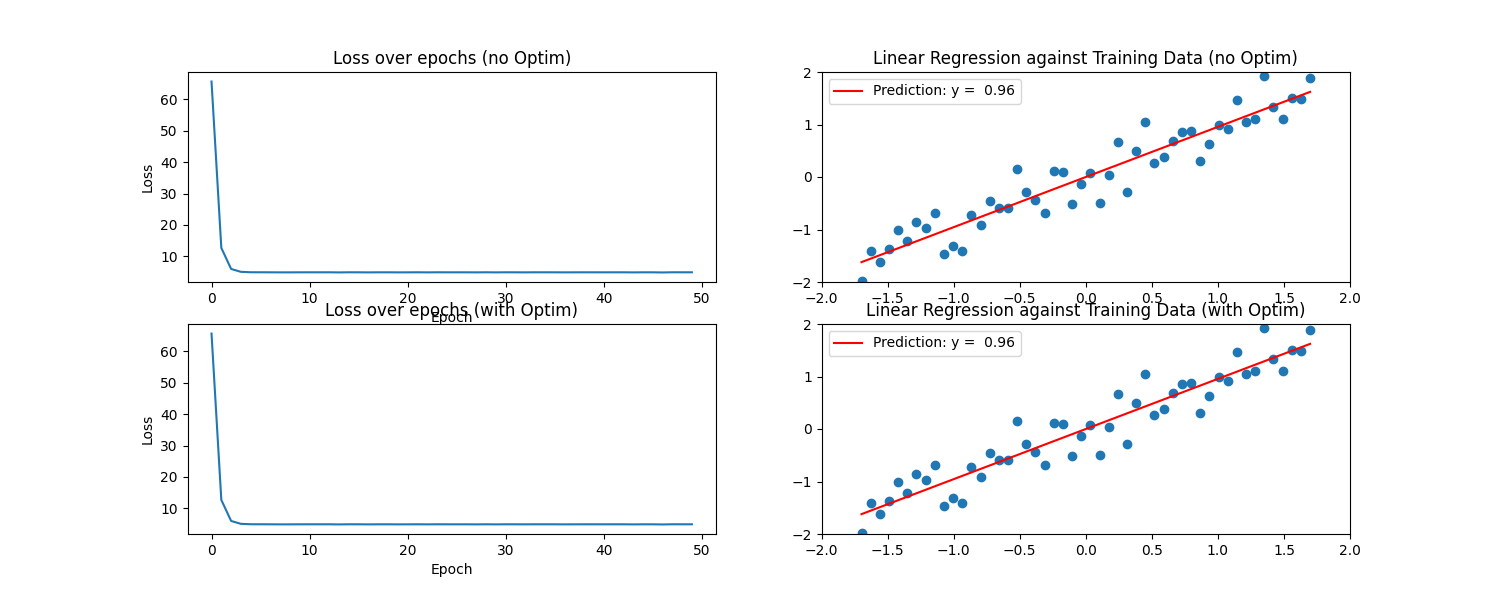 Loss over epochs (no Optim)
60
50
40
30
20
10
Loss
0 10 20 30 40 50
Epoch
Linear Regression against Training Data (no Optim)
Prediction: y =  0.96
2
1
0
−1
−2
−2.0 −1.5 −1.0 −0.5 0.0 0.5 1.0 1.5 2.0
Loss over epochs (with Optim)
60
50
40
30
20
10
Loss
0 10 20 30 40 50
Epoch
Linear Regression against Training Data (with Optim)
Prediction: y =  0.96
2
1
0
−1
−2
−2.0 −1.5 −1.0 −0.5 0.0 0.5 1.0 1.5 2.0